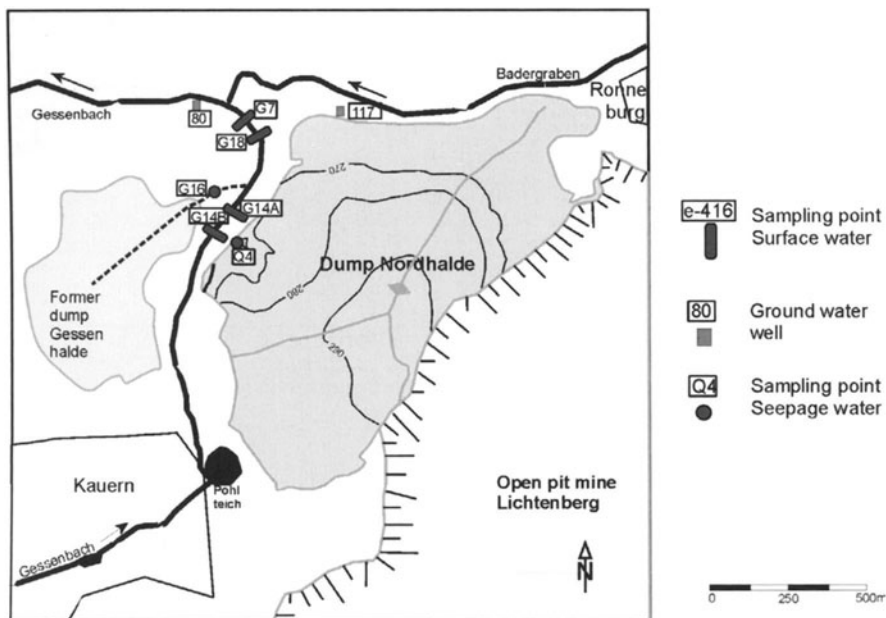 Badergraben
Ronne
burg
Gessenbach
80
G7
117
G18
270
G16
G14A
G14B
Q4
Dump Nordhalde
280
290
Former
dump
Gessen
halde
Kauern
Pohl
teich
Gessenbach
Open pit mine
Lichtenberg
N
e-416
Sampling point
Surface water
80
Ground water
well
Q4
Sampling point
Seepage water
0 250 500m